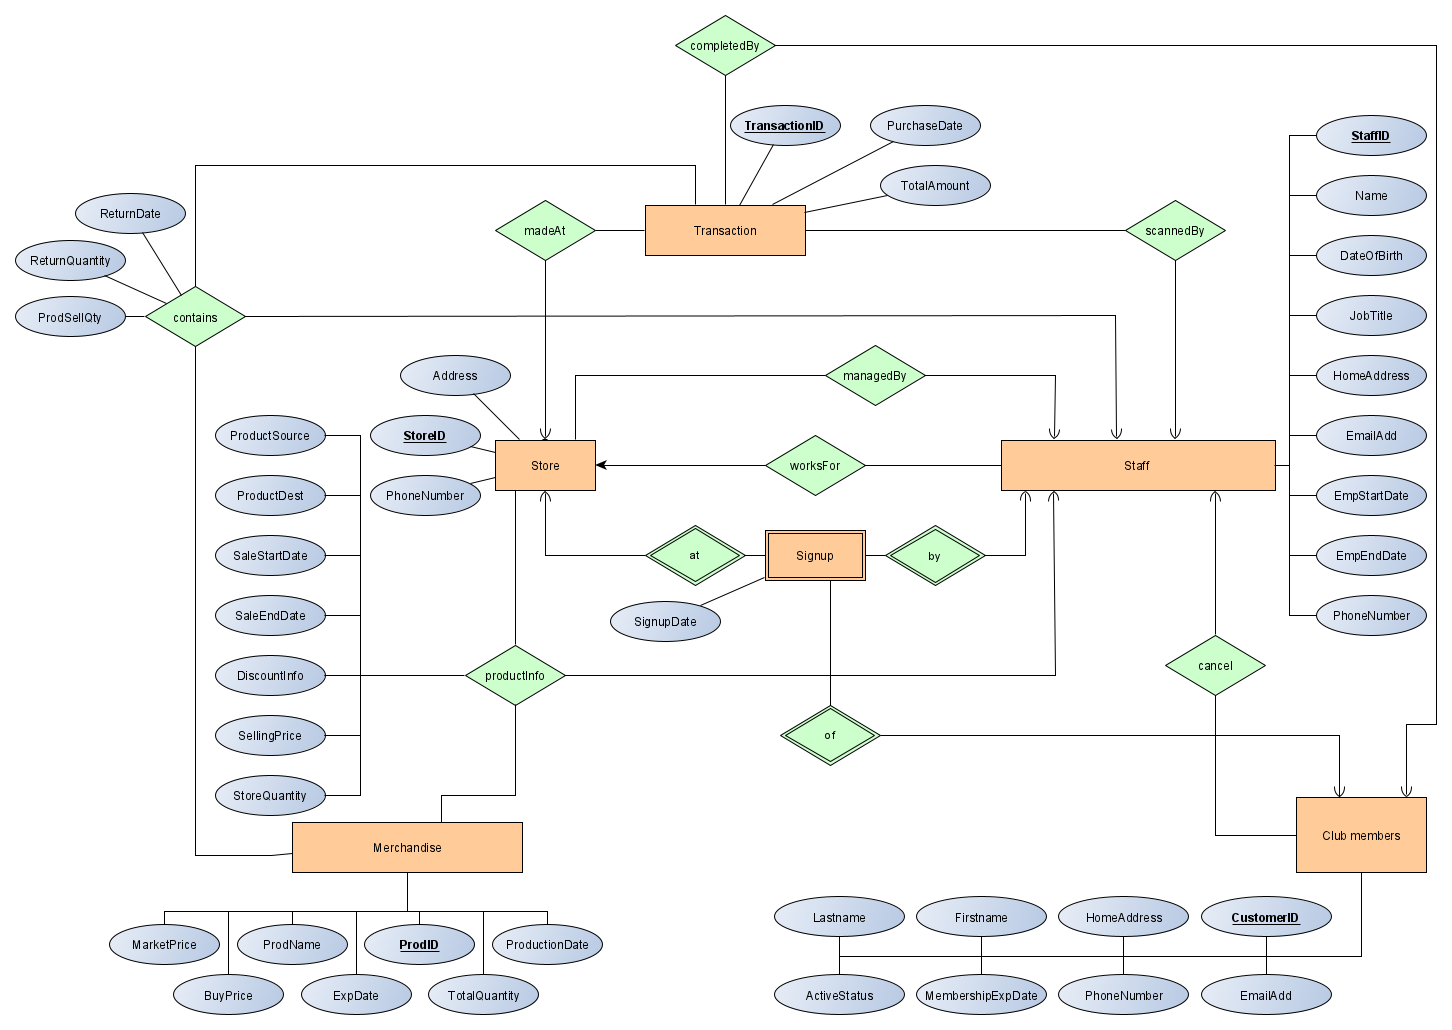 completedBy
TransactionID
PurchaseDate
TotalAmount
StaffID
Name
DateOfBirth
JobTitle
HomeAddress
EmailAdd
EmpStartDate
EmpEndDate
PhoneNumber
ReturnDate
ReturnQuantity
ProdSellQty
contains
madeAt
Transaction
scannedBy
managedBy
Address
StoreID
PhoneNumber
Store
worksFor
Staff
ProductSource
ProductDest
SaleStartDate
SaleEndDate
DiscountInfo
SellingPrice
StoreQuantity
at
Signup
by
SignupDate
productInfo
cancel
of
Club members
Merchandise
MarketPrice
ProdName
ProdID
ProductionDate
BuyPrice
ExpDate
TotalQuantity
Lastname
Firstname
HomeAddress
CustomerID
ActiveStatus
MembershipExpDate
PhoneNumber
EmailAdd